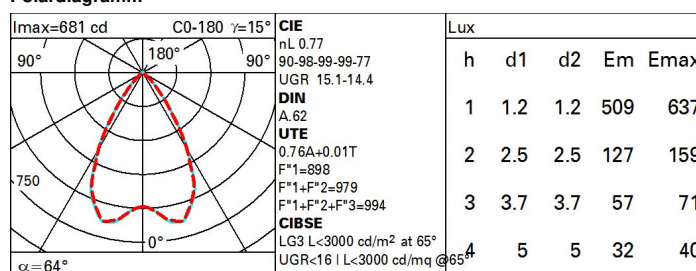 Imax=681 cd C0-180 γ=15°
90° 180° 90°
750
0°
α=64°
CIE
nL 0.77
90-98-99-99-77
UGR 15.1-14.4
DIN
A.62
UTE
0.76A+0.01T
F"1=898
F"1+F"2=979
F"1+F"2+F"3=994
CIBSE
LG3 L<3000 cd/m² at 65°
UGR<16 | L<3000 cd/mq @65°
Lux
h d1 d2 Em Emax
1 1.2 1.2 509 637
2 2.5 2.5 127 159
3 3.7 3.7 57 71
4 5 5 32 40